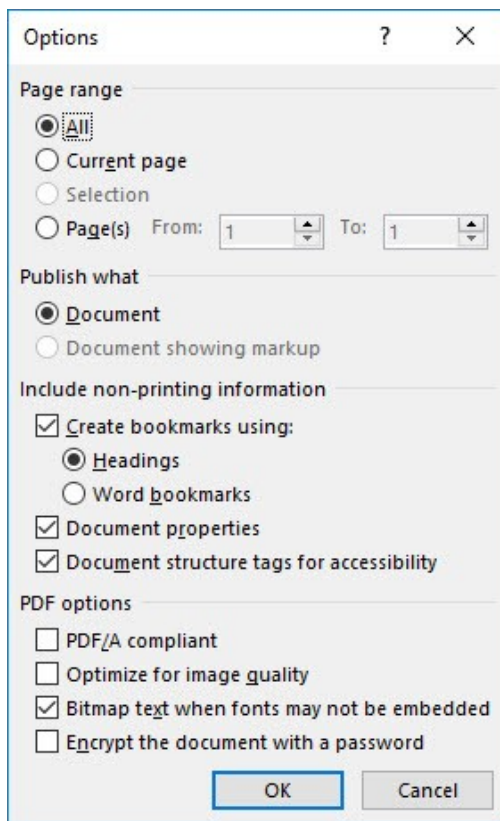 Options ?
Page range
All
Current page
Selection
Page(s) From: 1 To: 1
Publish what
Document
Document showing markup
Include non-printing information
Create bookmarks using:
Headings
Word bookmarks
Document properties
Document structure tags for accessibility
PDF options
PDF/A compliant
Optimize for image quality
Bitmap text when fonts may not be embedded
Encrypt the document with a password
OK Cancel